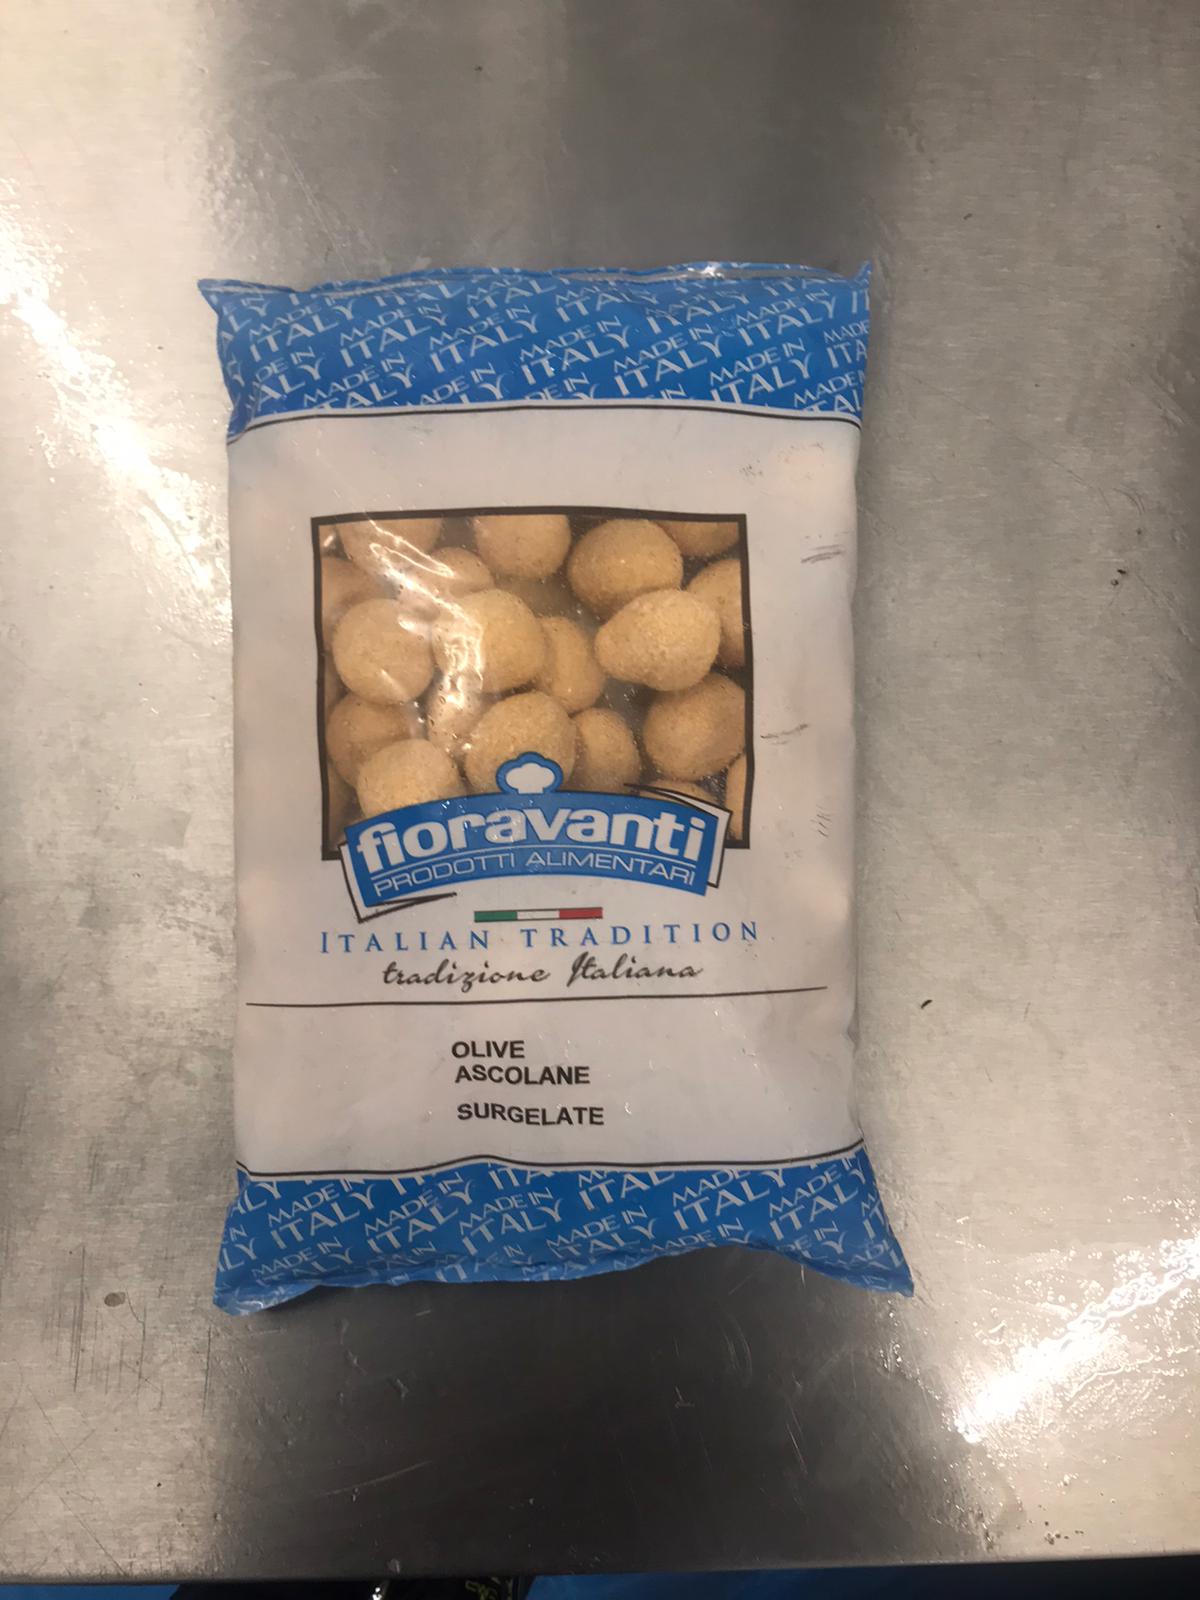 MADE IN ITALY
fioravanti
PRODOTTI ALIMENTARI
ITALIAN TRADITION
tradizione Italiana
OLIVE
ASCOLANE
SURGELATE
MADE IN ITALY